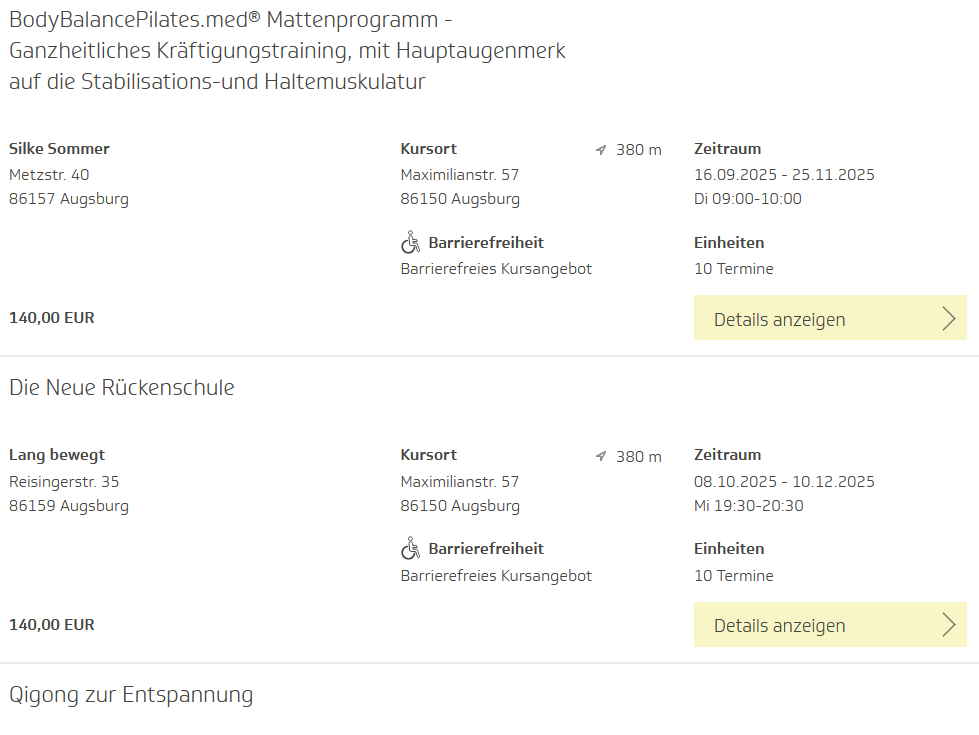 BodyBalancePilates.med® Mattenprogramm -
Ganzheitliches Kräftigungstraining, mit Hauptaugenmerk
auf die Stabilisations-und Haltemuskulatur
Silke Sommer
Metzstr. 40
86157 Augsburg
Kursort
380 m
Maximilianstr. 57
86150 Augsburg
Barrierefreiheit
Barrierefreies Kursangebot
Zeitraum
16.09.2025 - 25.11.2025
Di 09:00-10:00
Einheiten
10 Termine
140,00 EUR
Details anzeigen
Die Neue Rückenschule
Lang bewegt
Reisingerstr. 35
86159 Augsburg
Kursort
380 m
Maximilianstr. 57
86150 Augsburg
Barrierefreiheit
Barrierefreies Kursangebot
Zeitraum
08.10.2025 - 10.12.2025
Mi 19:30-20:30
Einheiten
10 Termine
140,00 EUR
Details anzeigen
Qigong zur Entspannung